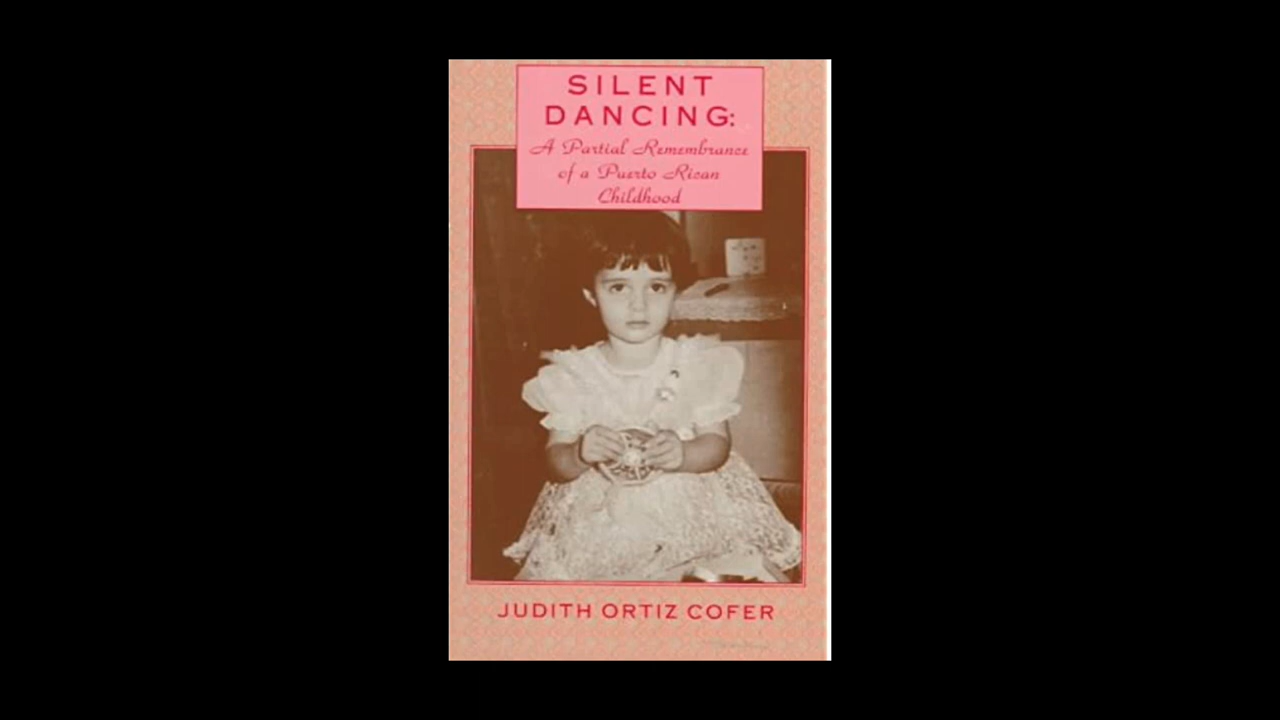 SILENT
DANCING:
A Partial Remembrance
of a Puerto Rican
Childhood
JUDITH ORTIZ COFER